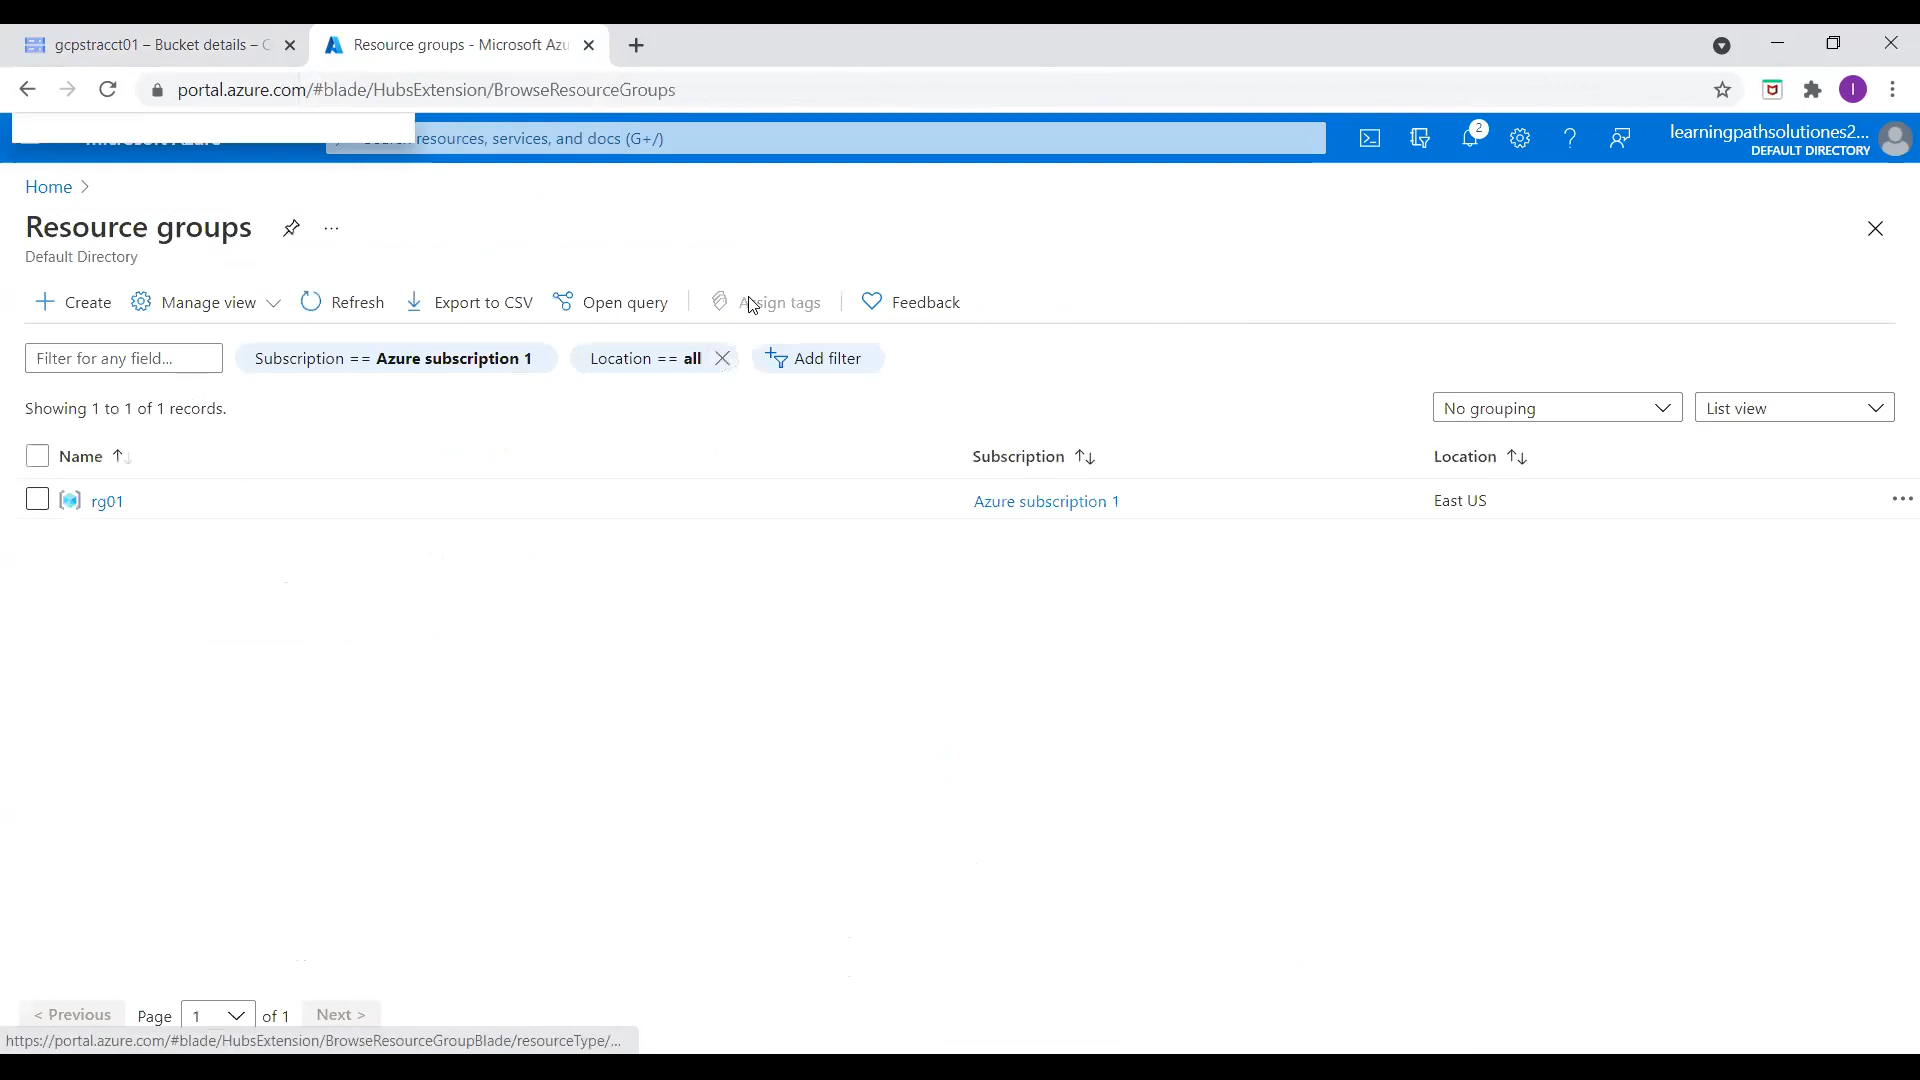 gcpstracct01 – Bucket details – C
Resource groups - Microsoft Azu
portal.azure.com/#blade/HubsExtension/BrowseResourceGroups
resources, services, and docs (G+/)
2
learningpathsolutiones2...
DEFAULT DIRECTORY
I
Home
Resource groups
...
Default Directory
Create
Manage view
Refresh
Export to CSV
Open query
Assign tags
Feedback
Filter for any field...
Subscription == Azure subscription 1
Location == all
Add filter
Showing 1 to 1 of 1 records.
No grouping
List view
Name
Subscription
Location
rg01
Azure subscription 1
East US
< Previous
Page
1
of 1
Next >
https://portal.azure.com/#blade/HubsExtension/BrowseResourceGroupBlade/resourceType/...